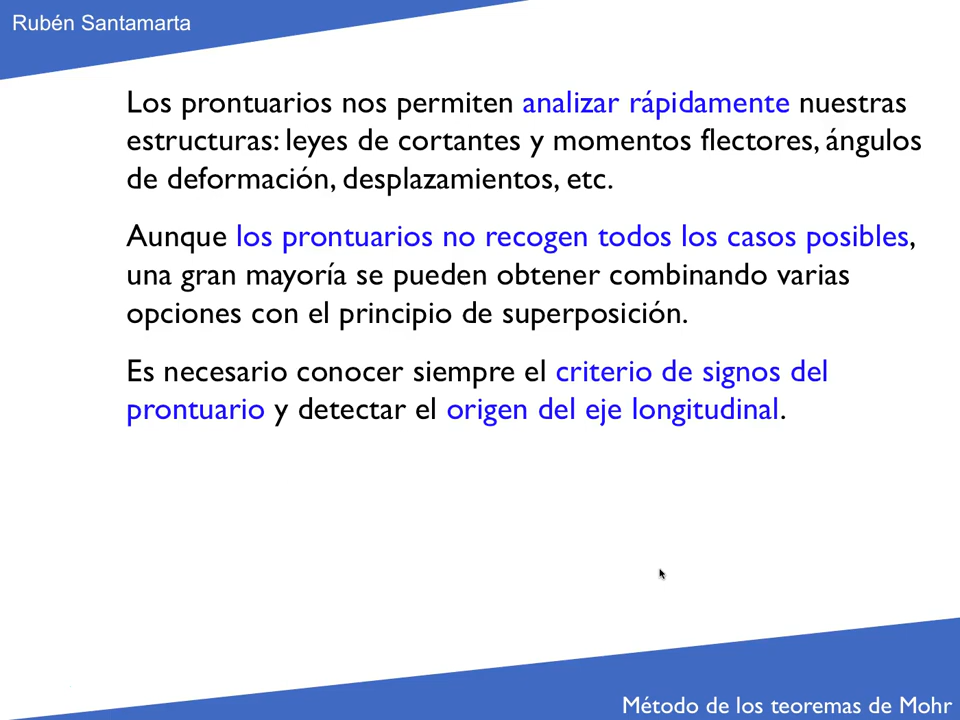 Rubén Santamarta
Los prontuarios nos permiten analizar rápidamente nuestras
estructuras: leyes de cortantes y momentos flectores, ángulos
de deformación, desplazamientos, etc.
Aunque los prontuarios no recogen todos los casos posibles,
una gran mayoría se pueden obtener combinando varias
opciones con el principio de superposición.
Es necesario conocer siempre el criterio de signos del
prontuario y detectar el origen del eje longitudinal.
Método de los teoremas de Mohr